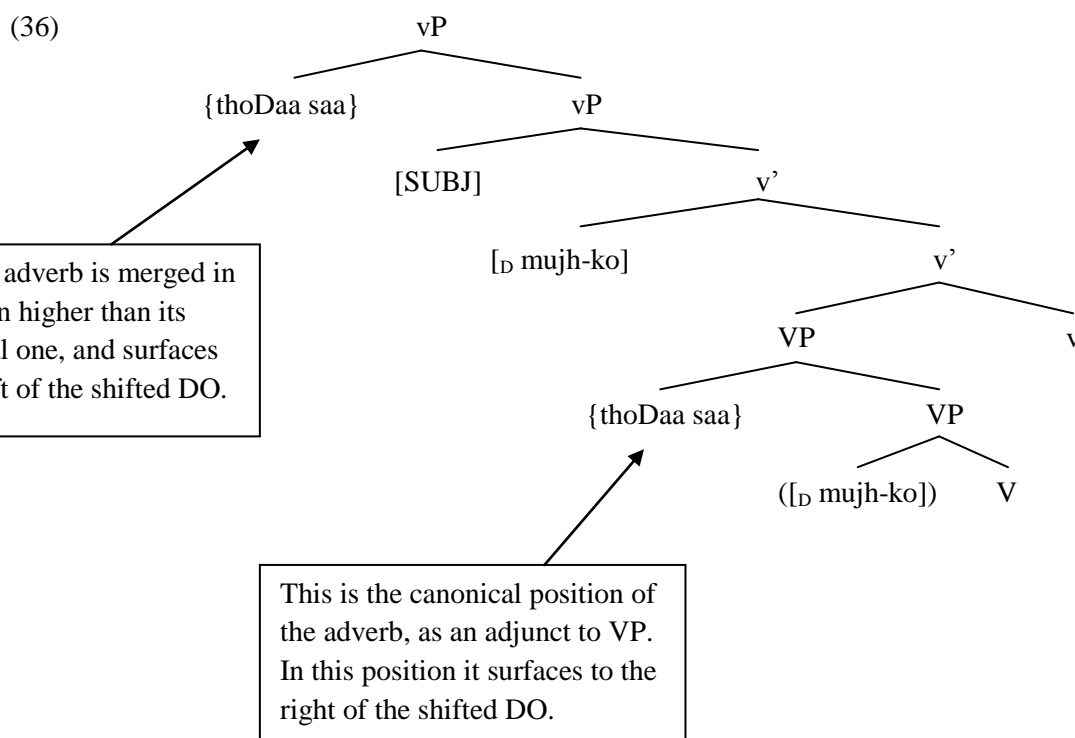 (36) vP
{thoDaa saa} vP
[SUBJ] v’
[D mujh-ko] v’
adverb is merged in
n higher than its
l one, and surfaces
ft of the shifted DO.
VP v
{thoDaa saa} VP
([D mujh-ko]) V
This is the canonical position of
the adverb, as an adjunct to VP.
In this position it surfaces to the
right of the shifted DO.